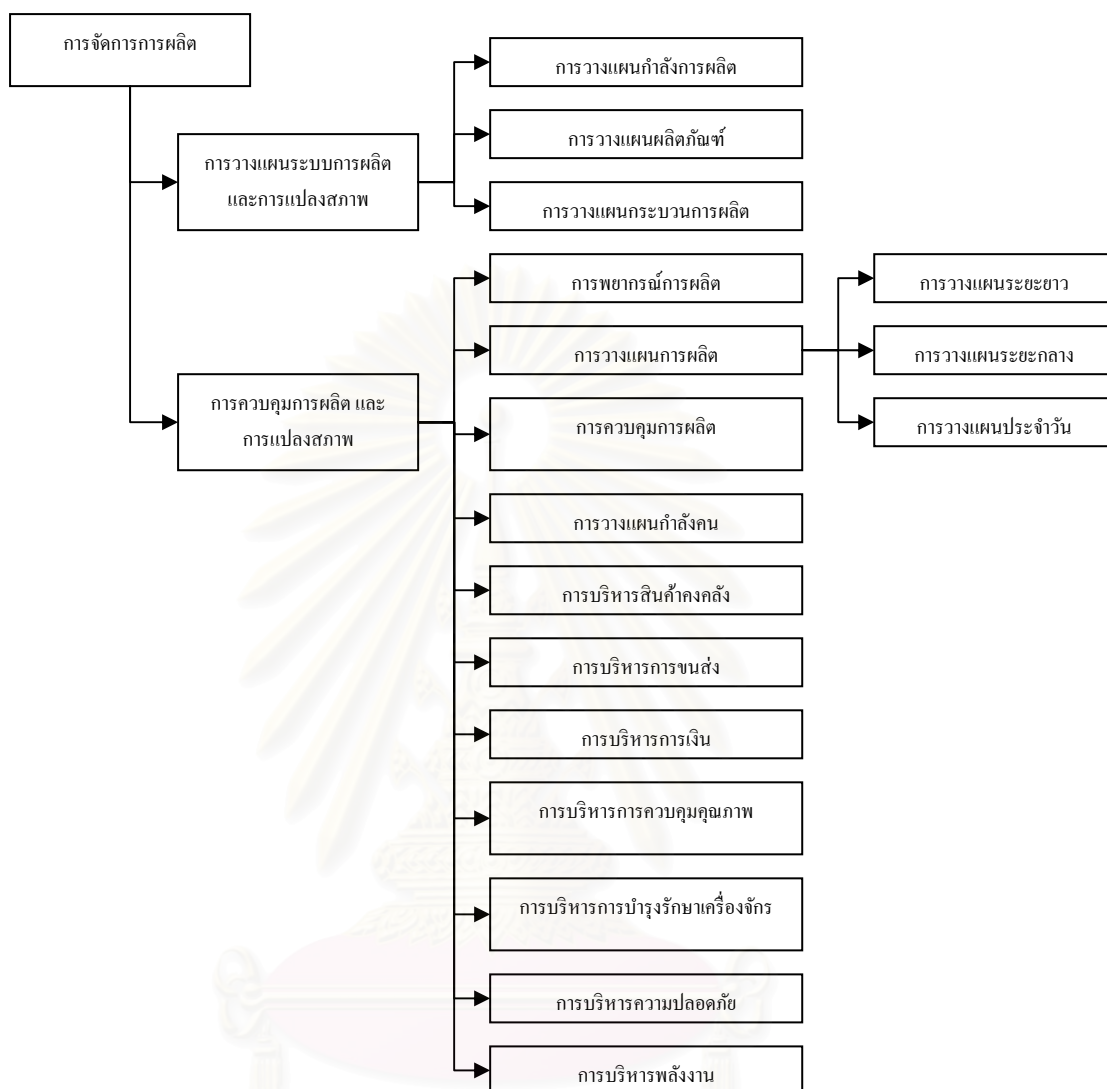 การจัดการการผลิต
การวางแผนกำลังการผลิต
การวางแผนผลิตภัณฑ์
การวางแผนระบบการผลิต
และการแปลงสภาพ
การวางแผนกระบวนการผลิต
การพยากรณ์การผลิต
การวางแผนระยะยาว
การวางแผนการผลิต
การวางแผนระยะกลาง
การควบคุมการผลิต และ
การแปลงสภาพ
การควบคุมการผลิต
การวางแผนประจำวัน
การวางแผนกำลังคน
การบริหารสินค้าคงคลัง
การบริหารการขนส่ง
การบริหารการเงิน
การบริหารการควบคุมคุณภาพ
การบริหารการบำรุงรักษาเครื่องจักร
การบริหารความปลอดภัย
การบริหารพลังงาน